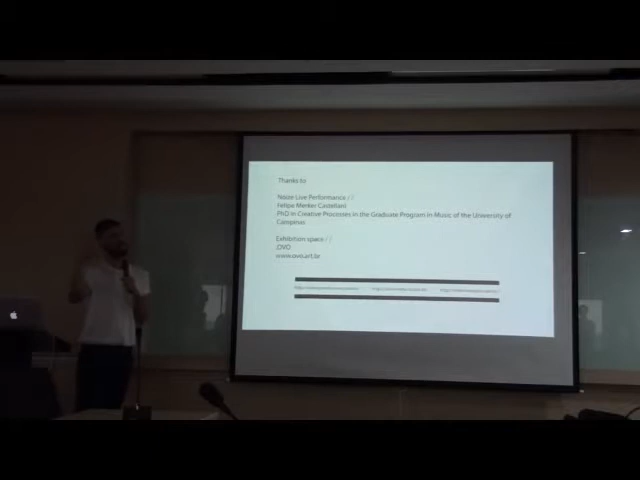 Thanks to:
Noise Live Performance / /
Felipe Merker Castellani
PhD in Creative Processes in the Graduate Program in Music of the University of
Campinas
Exhibition space / /
.OVO
www.ovo.art.br